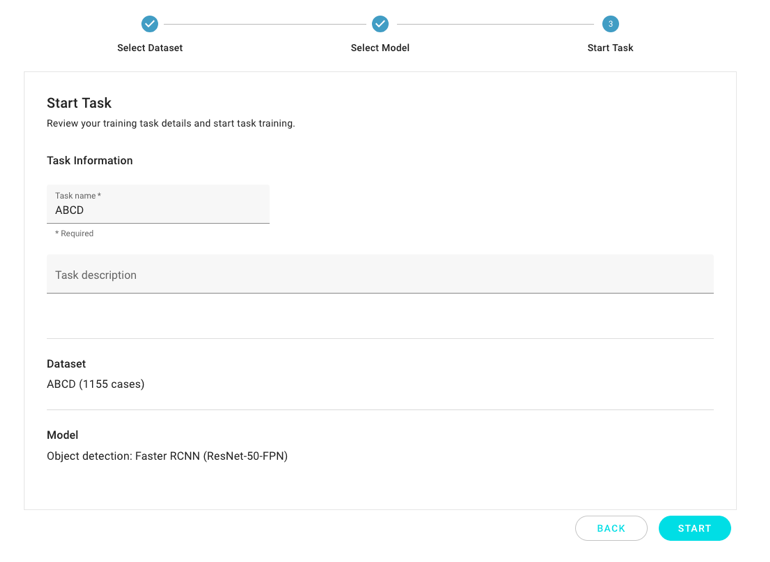 3
Select Dataset
Select Model
Start Task
Start Task
Review your training task details and start task training.
Task Information
Task name *
ABCD
* Required
Task description
Dataset
ABCD (1155 cases)
Model
Object detection: Faster RCNN (ResNet-50-FPN)
BACK
START